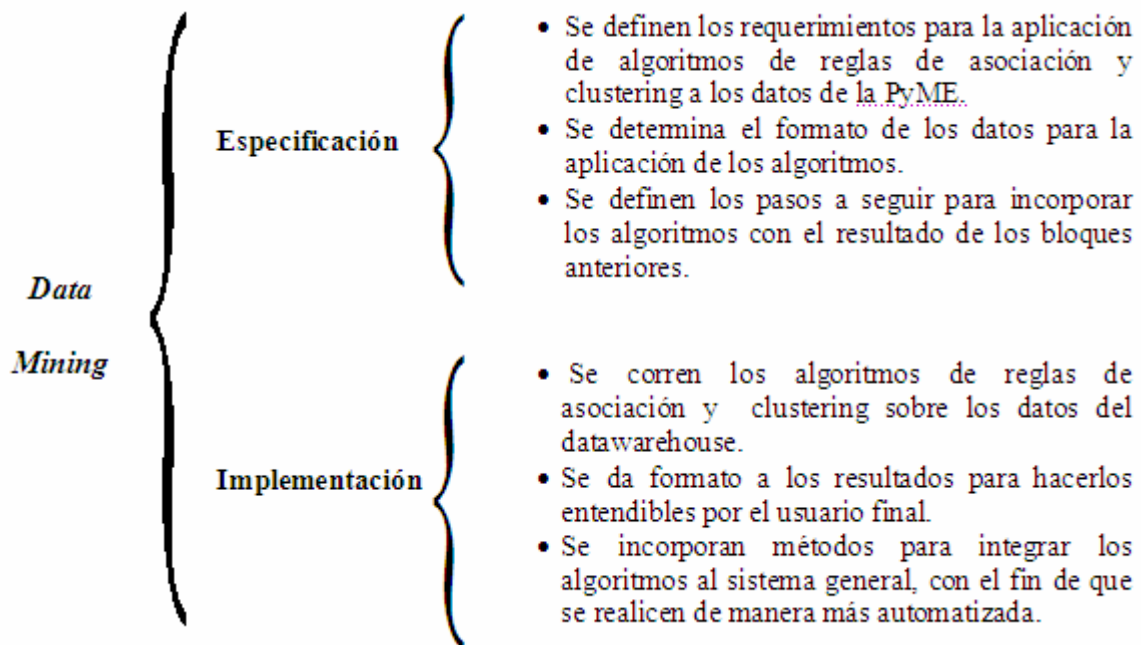 Data
Mining
Especificación
• Se definen los requerimientos para la aplicación
de algoritmos de reglas de asociación y
clustering a los datos de la PyME.
• Se determina el formato de los datos para la
aplicación de los algoritmos.
• Se definen los pasos a seguir para incorporar
los algoritmos con el resultado de los bloques
anteriores.
Implementación
• Se corren los algoritmos de reglas de
asociación y clustering sobre los datos del
datawarehouse.
• Se da formato a los resultados para hacerlos
entendibles por el usuario final.
• Se incorporan métodos para integrar los
algoritmos al sistema general, con el fin de que
se realicen de manera más automatizada.